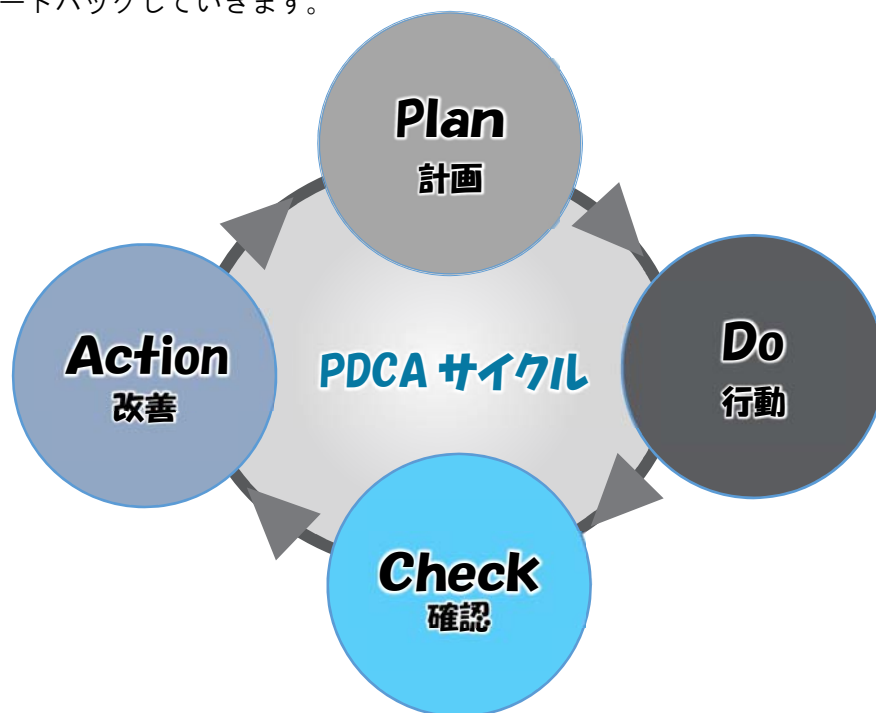 ードバックしていきます。
Plan
計画
Do
行動
PDCA サイクル
Action
改善
Check
確認